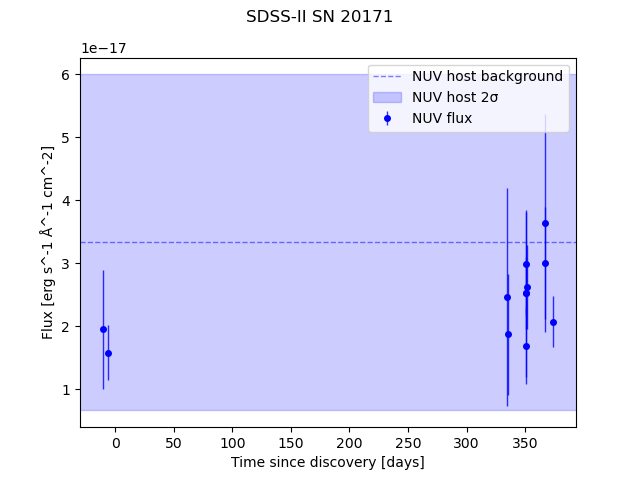 SDSS-II SN 20171
1e−17
NUV host background
NUV host 2σ
NUV flux
6
5
4
3
2
1
Flux [erg s^-1 Å^-1 cm^-2]
0
50
100
150
200
250
300
350
Time since discovery [days]